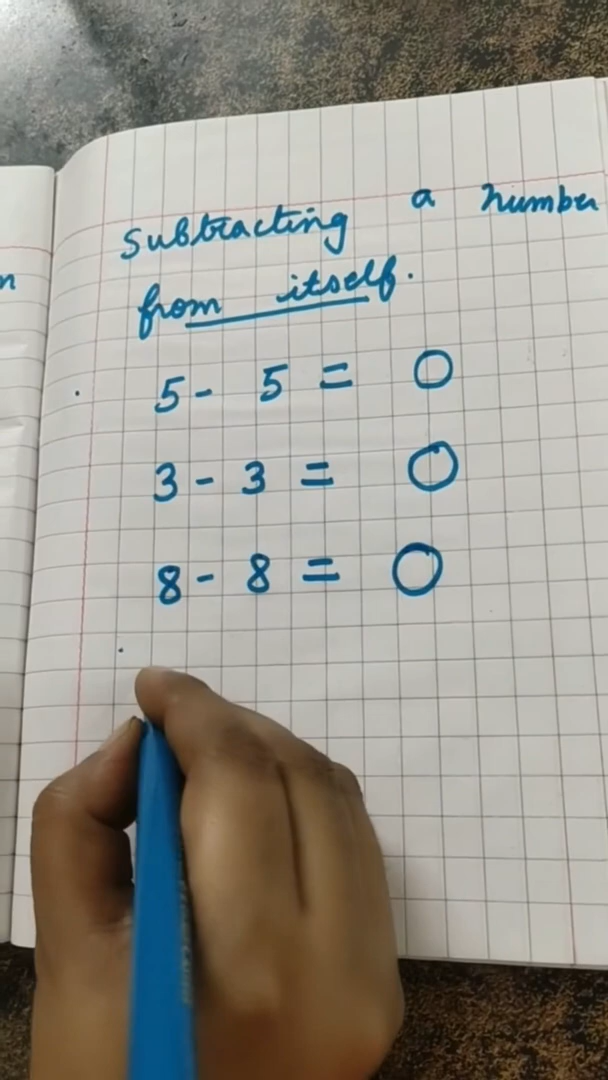 Subtracting a number
from itself.
5 - 5 = 0
3 - 3 = 0
8 - 8 = 0